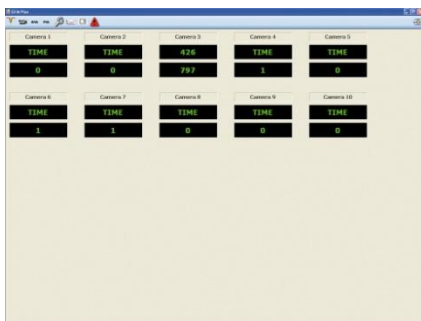 Camera 1 Camera 2 Camera 3 Camera 4 Camera 5
TIME TIME 426 TIME TIME
0 0 797 1 0
Camera 6 Camera 7 Camera 8 Camera 9 Camera 10
TIME TIME TIME TIME TIME
1 1 0 0 0